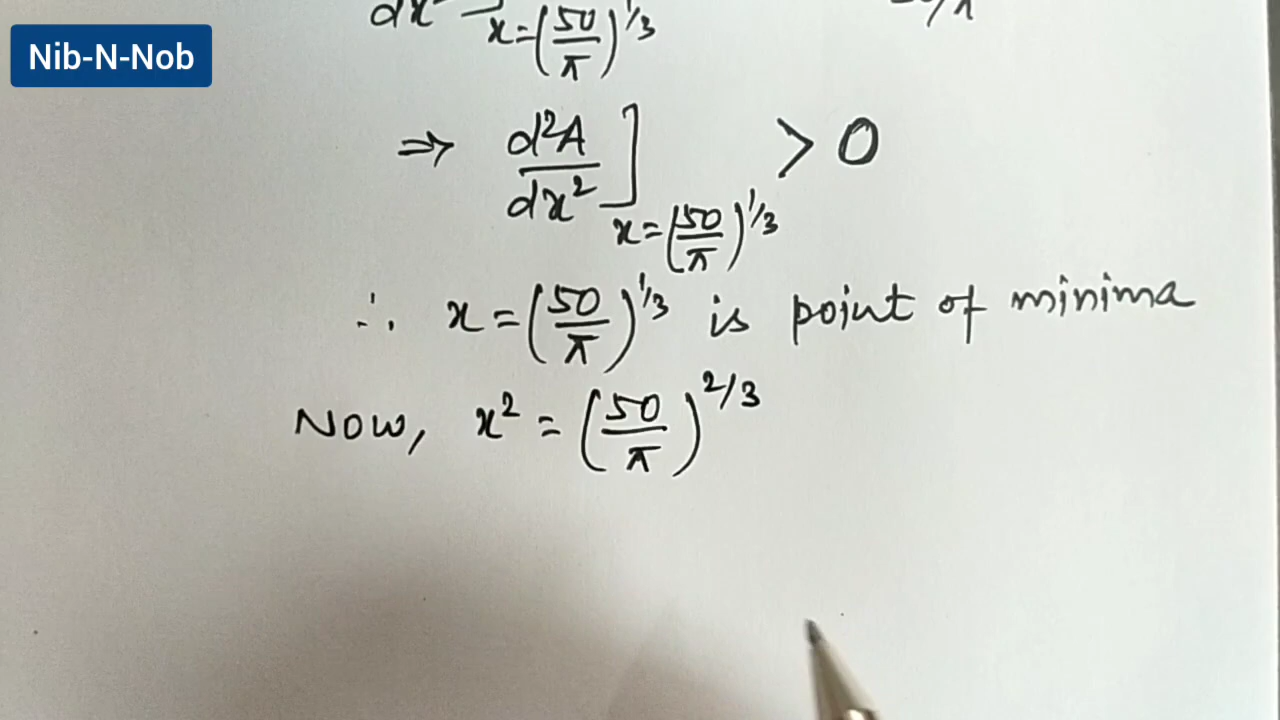 Nib-N-Nob
x=(50/π)^1/3
⇒ d²A/dx²]x=(50/π)^1/3 > 0
∴ x=(50/π)^1/3 is point of minima
Now, x² = (50/π)^2/3